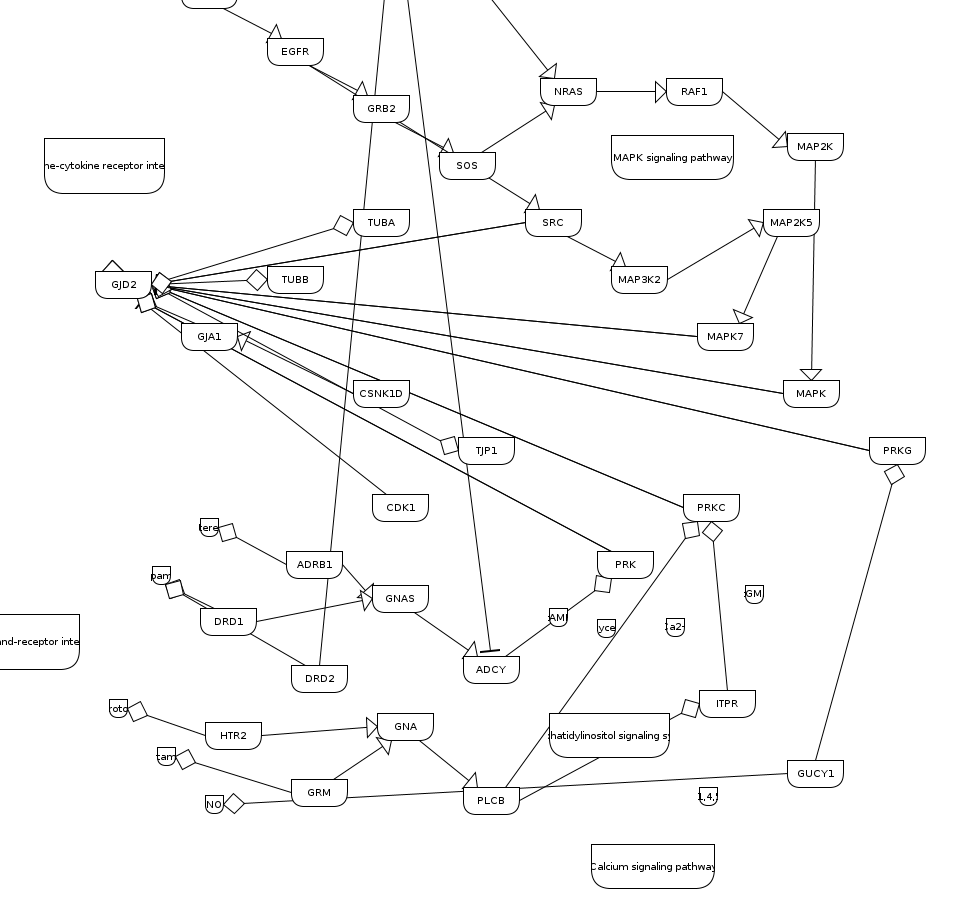 EGFR
NRAS
RAF1
GRB2
MAP2K
MAPK signaling pathway
SOS
ne-cytokine receptor inte
TUBA
SRC
MAP2K5
GJD2
TUBB
MAP3K2
GJA1
MAPK7
CSNK1D
MAPK
TJP1
PRKG
CDK1
PRKC
tere
ADRB1
PRK
pam
GNAS
GM
DRD1
AMI
yce
Ca2-
and-receptor inte
ADCY
DRD2
ITPR
roto
GNA
HTR2
hatidylinositol signaling sy
tam
GUCY1
GRM
PLCB
1,4,5
NO
Calcium signaling pathway